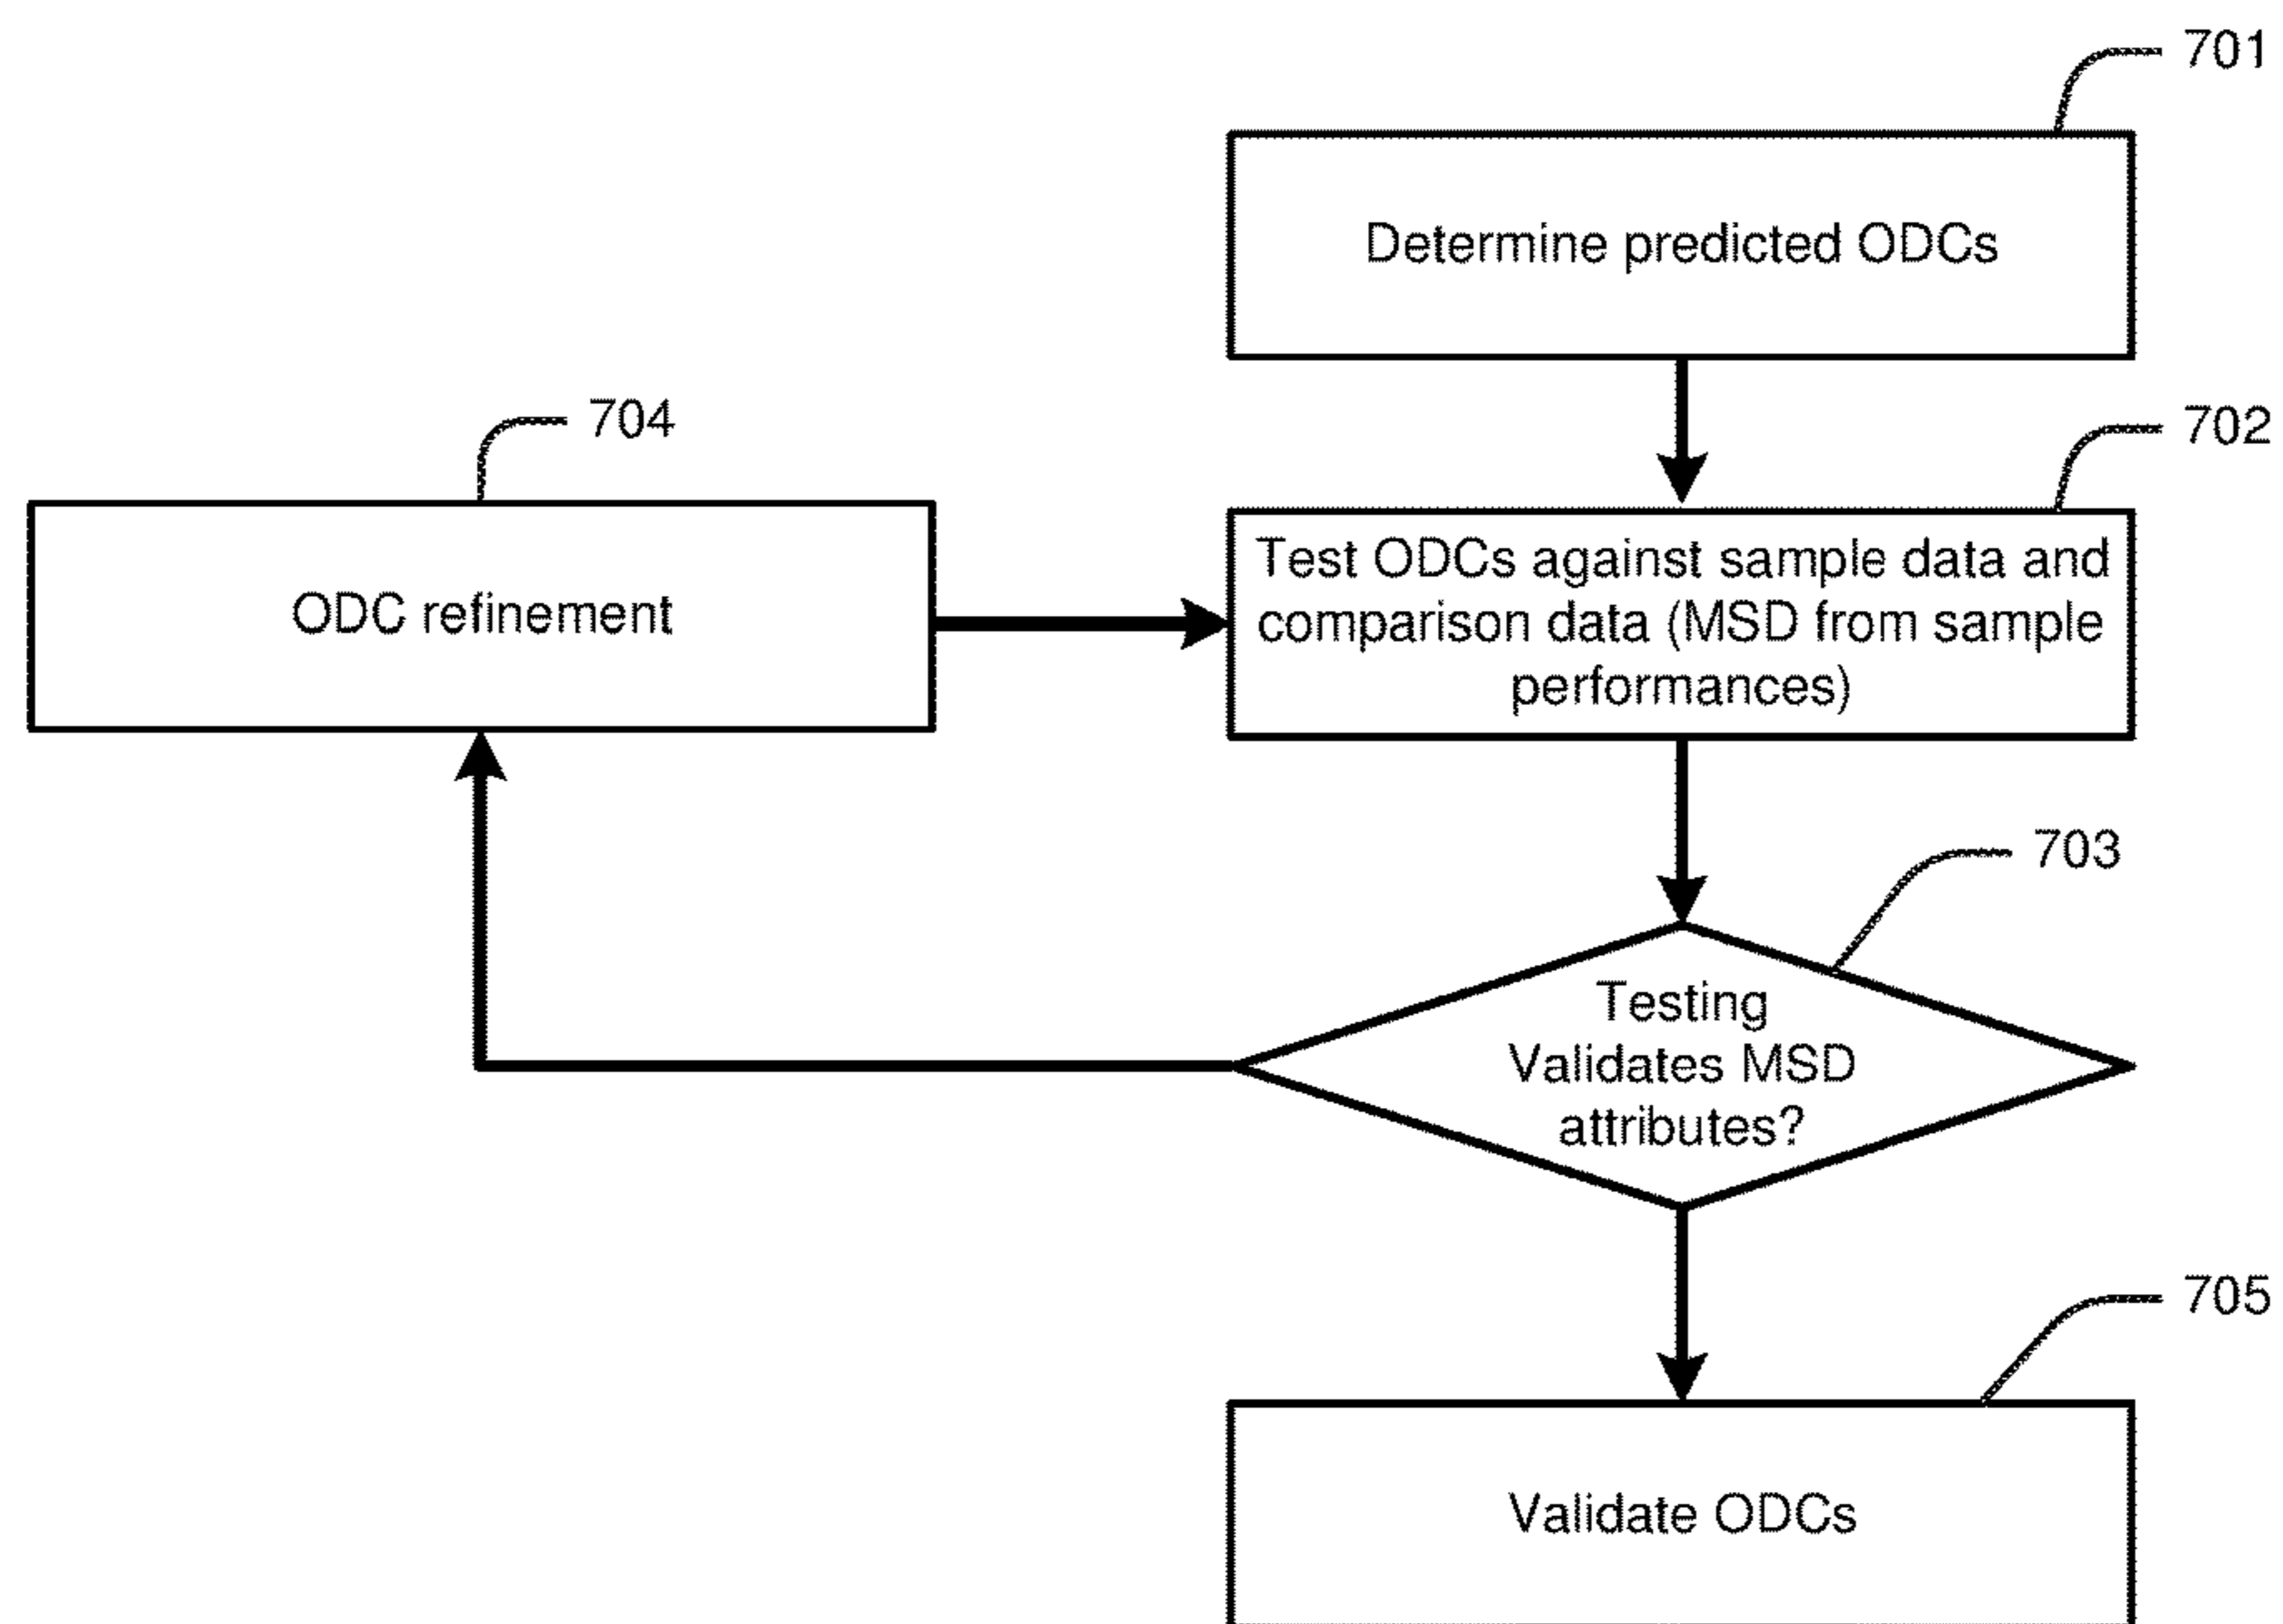 701
Determine predicted ODCs
704
702
ODC refinement
Test ODCs against sample data and
comparison data (MSD from sample
performances)
703
Testing
Validates MSD
attributes?
705
Validate ODCs